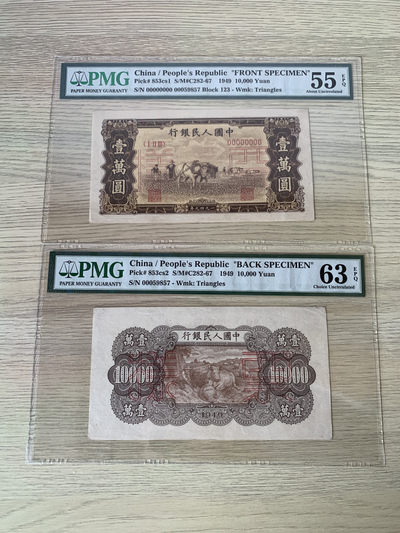 PMG
PAPER MONEY GUARANTY
China / People's Republic "FRONT SPECIMEN"
Pick# 853cs1 S/M#C282-67 1949 10,000 Yuan
S/N 00000000 00059857 Block 123 - Wmk: Triangles
55 EPQ
About Uncirculated
行銀民人國中
(ⅠⅡⅢ) 00000000
壹萬圓
壹萬圓
PMG
PAPER MONEY GUARANTY
China / People's Republic "BACK SPECIMEN"
Pick# 853cs2 S/M#C282-67 1949 10,000 Yuan
S/N 00059857 - Wmk: Triangles
63 EPQ
Choice Uncirculated
行銀民人國中
萬壹 萬壹
10000 10000
萬壹 萬壹
1949